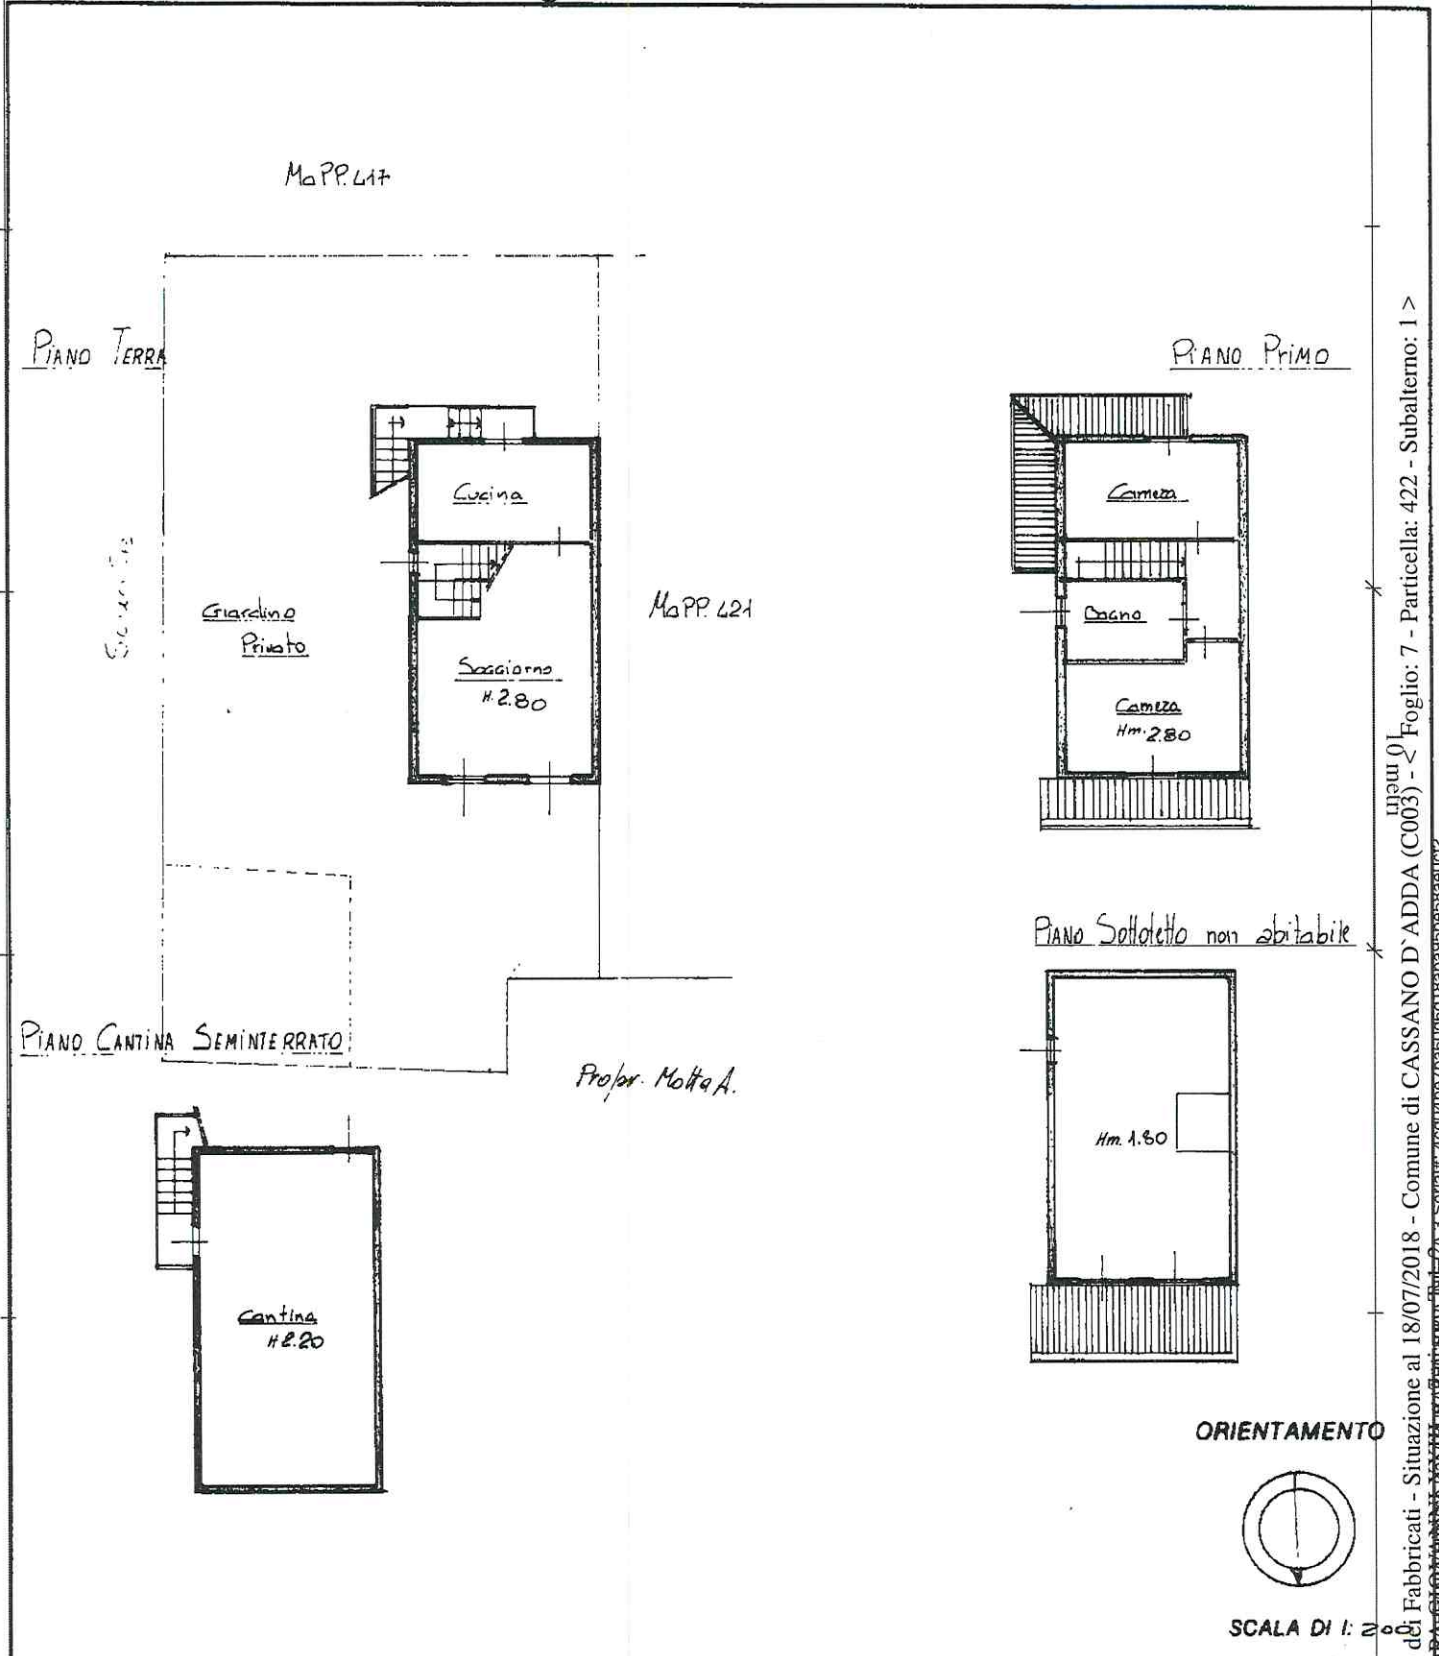 MaPP. 417
PIANO TERRA
PIANO PRIMO
Cucina
Camera
Giardino
Privato
MaPP. 421
Bagno
Soggiorno
H. 2.80
Camera
Hm. 2.80
PIANO Sottotetto non abitabile
PIANO CANTINA SEMINTERRATO
Propr. Motta A.
Hm. 1.80
Cantina
H 2.20
ORIENTAMENTO
SCALA DI 1: 200
10 metri
dei Fabbricati - Situazione al 18/07/2018 - Comune di CASSANO D`ADDA (C003) - < Foglio: 7 - Particella: 422 - Subalterno: 1 >